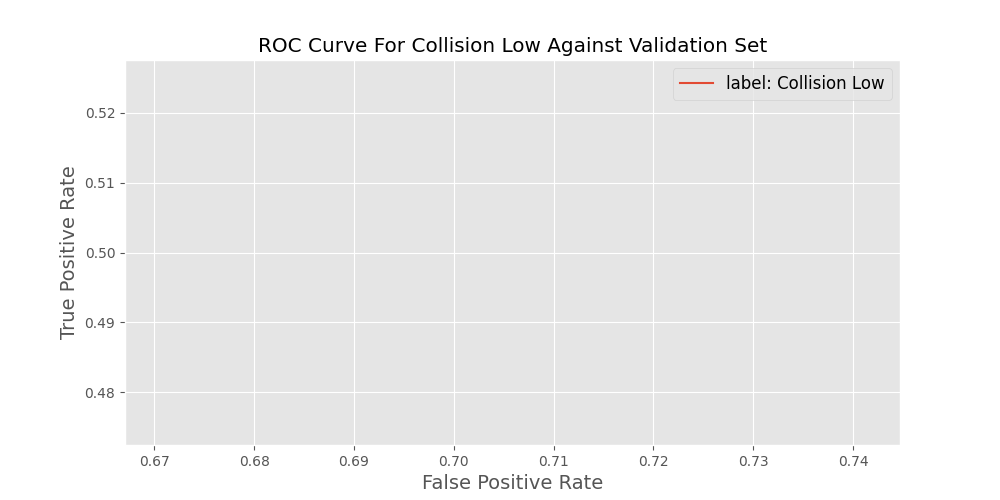 ROC Curve For Collision Low Against Validation Set
label: Collision Low
True Positive Rate
0.52
0.51
0.50
0.49
0.48
0.67 0.68 0.69 0.70 0.71 0.72 0.73 0.74
False Positive Rate